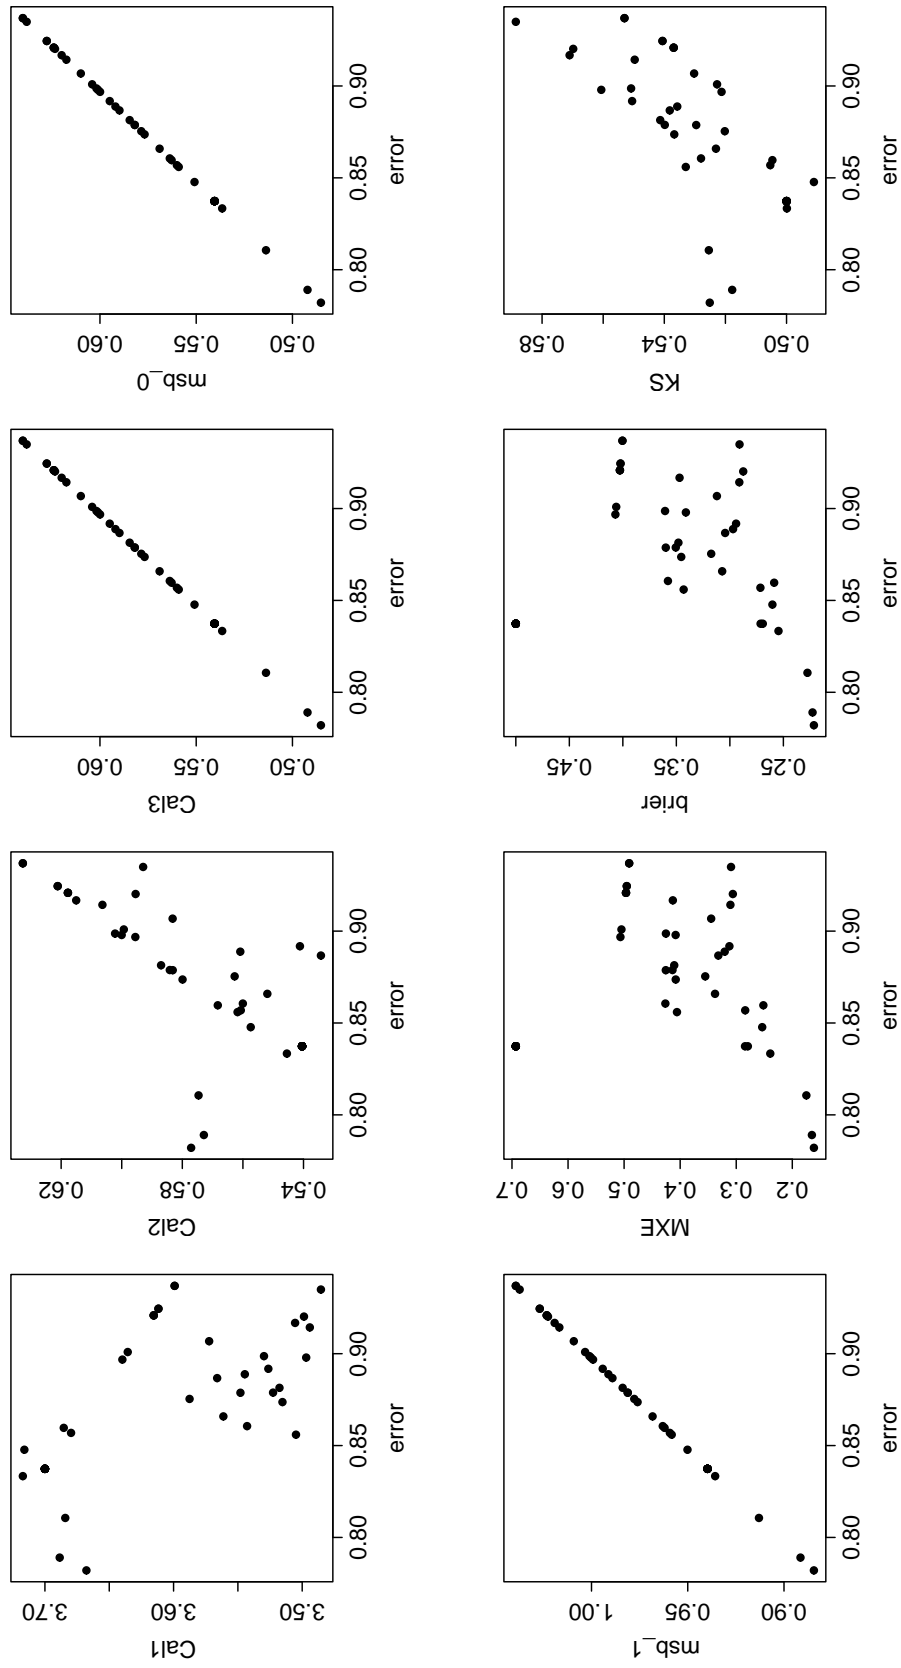 Cal1
3.50 3.60 3.70
0.80 0.85 0.90
error
Cal2
0.54 0.58 0.62
0.80 0.85 0.90
error
Cal3
0.50 0.55 0.60
0.80 0.85 0.90
error
msb_0
0.50 0.55 0.60
0.80 0.85 0.90
error
msb_1
0.90 0.95 1.00
0.80 0.85 0.90
error
MXE
0.2 0.3 0.4 0.5 0.6 0.7
0.80 0.85 0.90
error
brier
0.25 0.35 0.45
0.80 0.85 0.90
error
KS
0.50 0.54 0.58
0.80 0.85 0.90
error